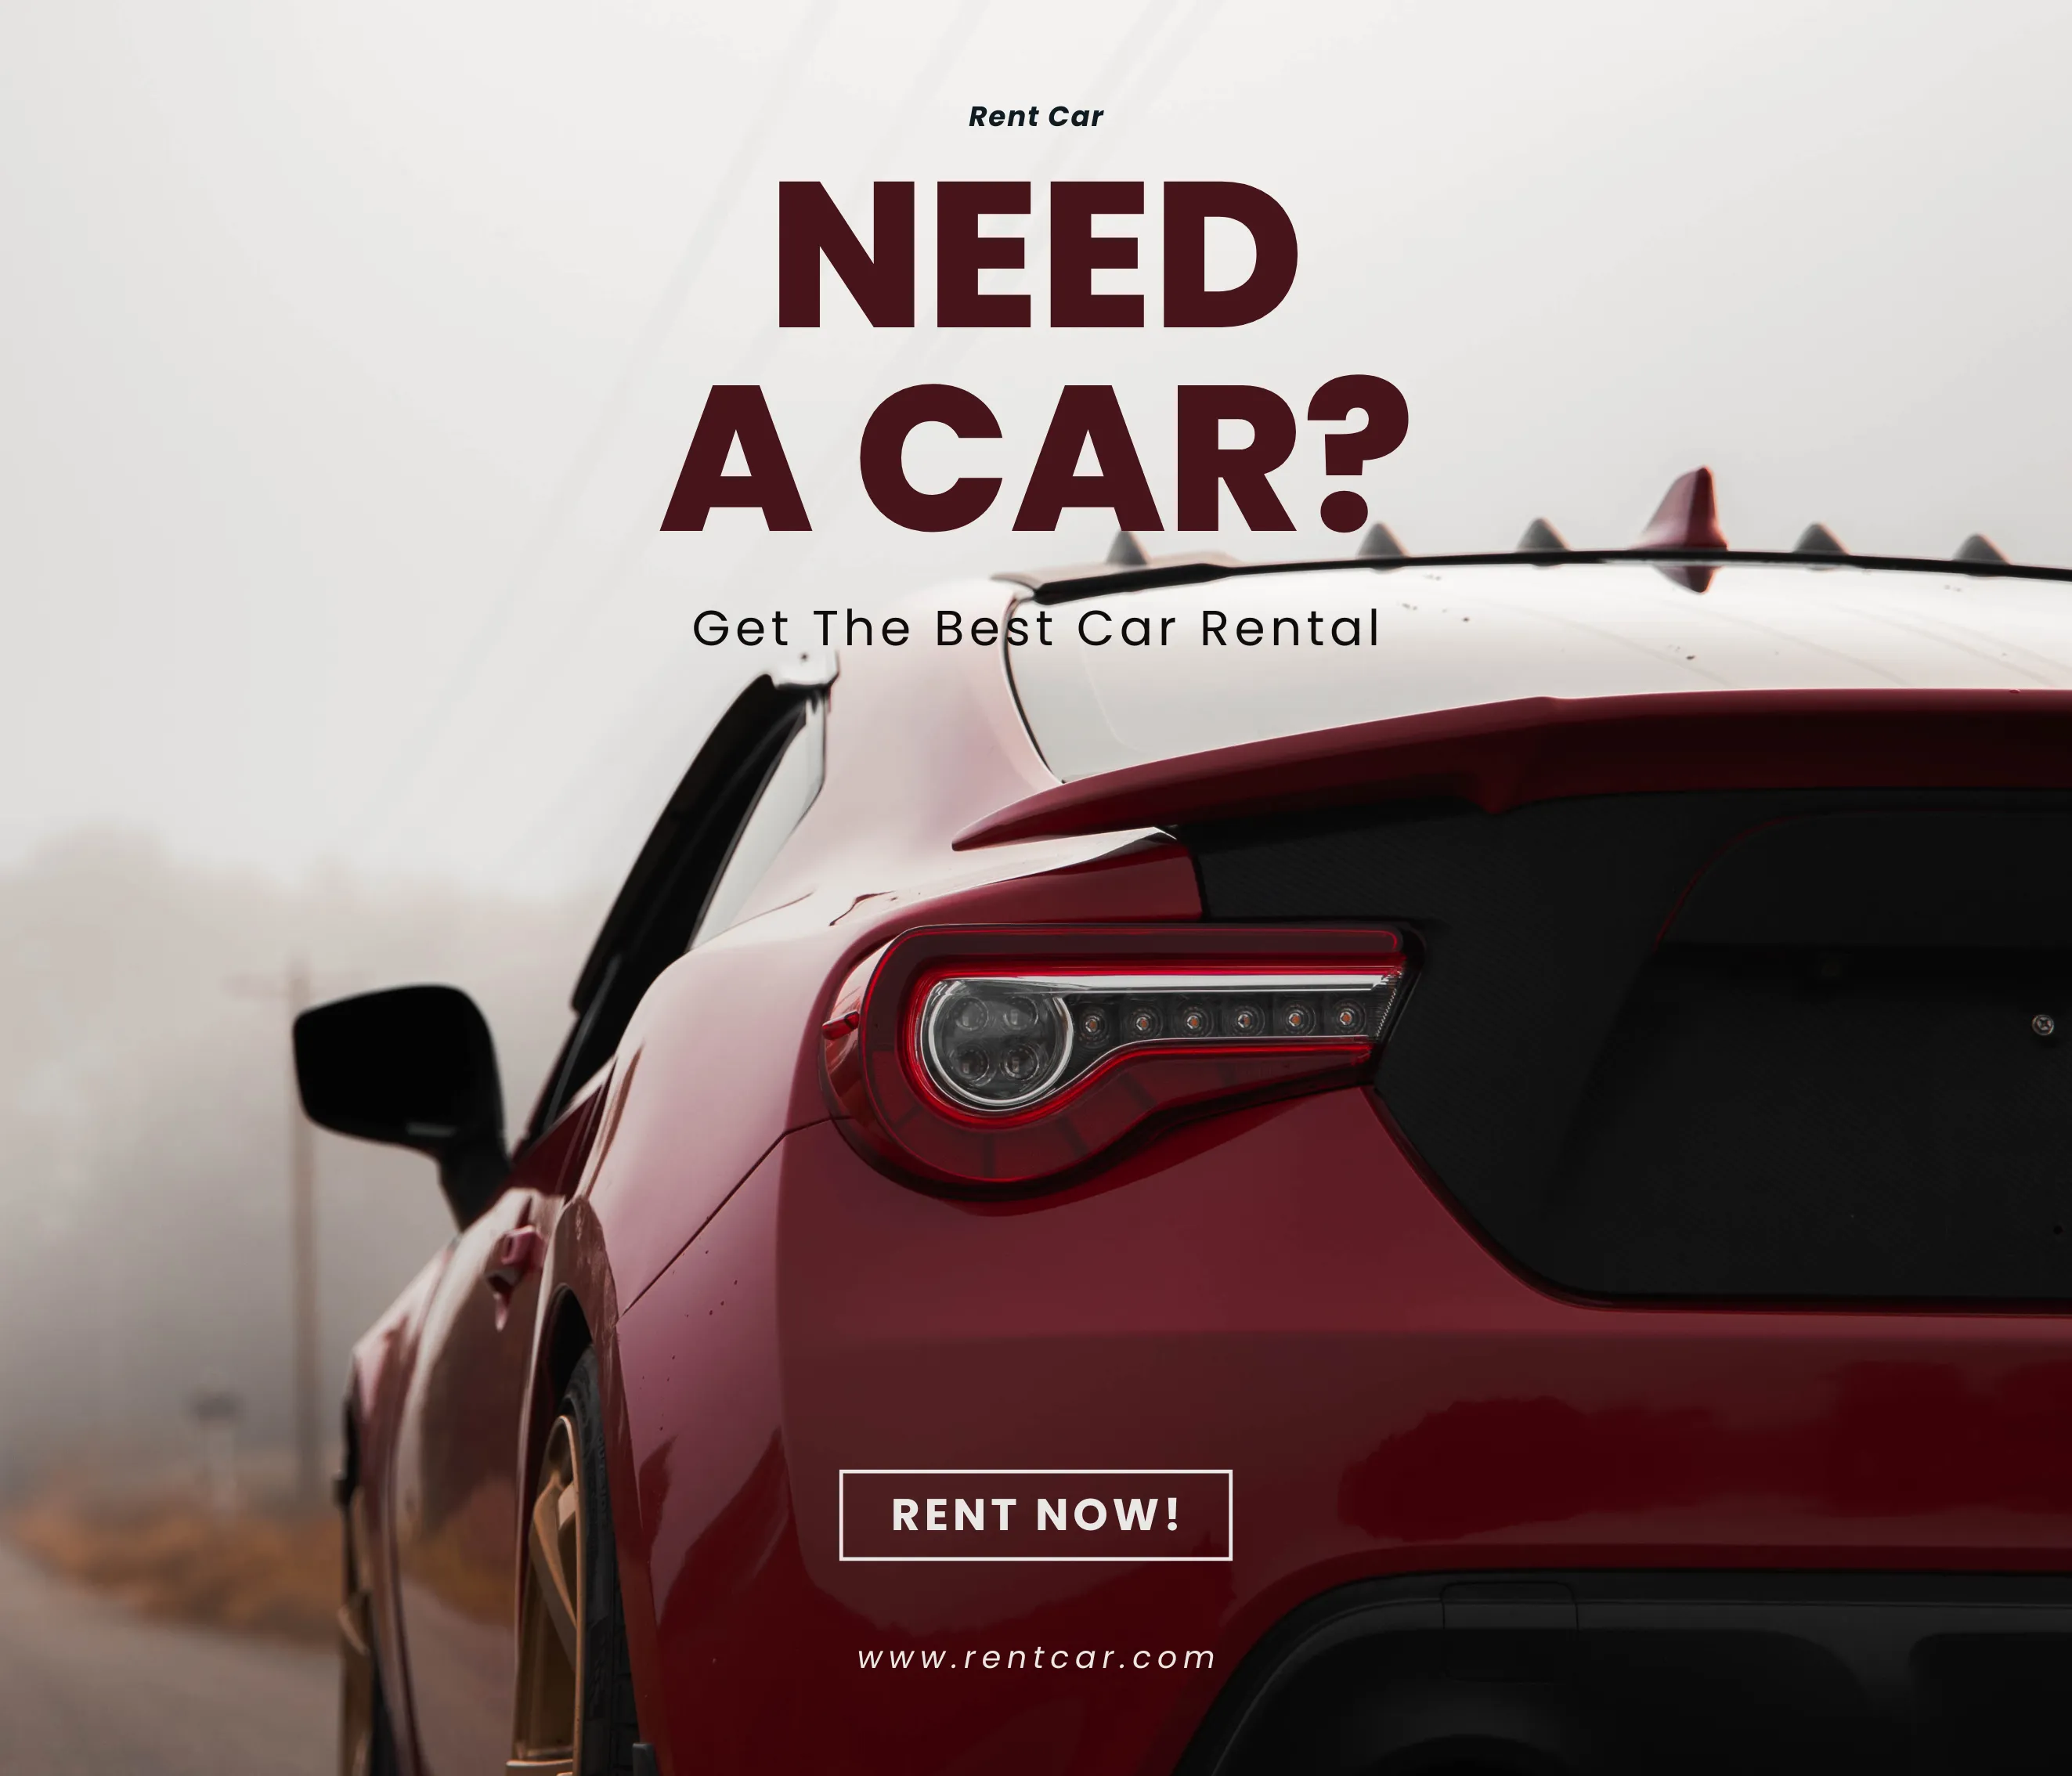 Rent Car
NEED
A CAR?
Get The Best Car Rental
RENT NOW!
www.rentcar.com